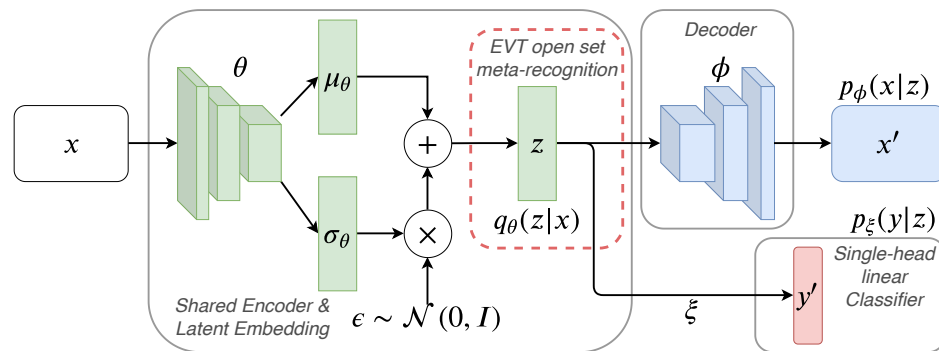 EVT open set
meta-recognition
Decoder
θ
μ_θ
ϕ
p_ϕ(x|z)
x
+
z
x′
q_θ(z|x)
σ_θ
×
p_ξ(y|z)
Single-head
linear
Classifier
y′
Shared Encoder &
Latent Embedding
ϵ ∼ 𝒩(0, I)
ξ